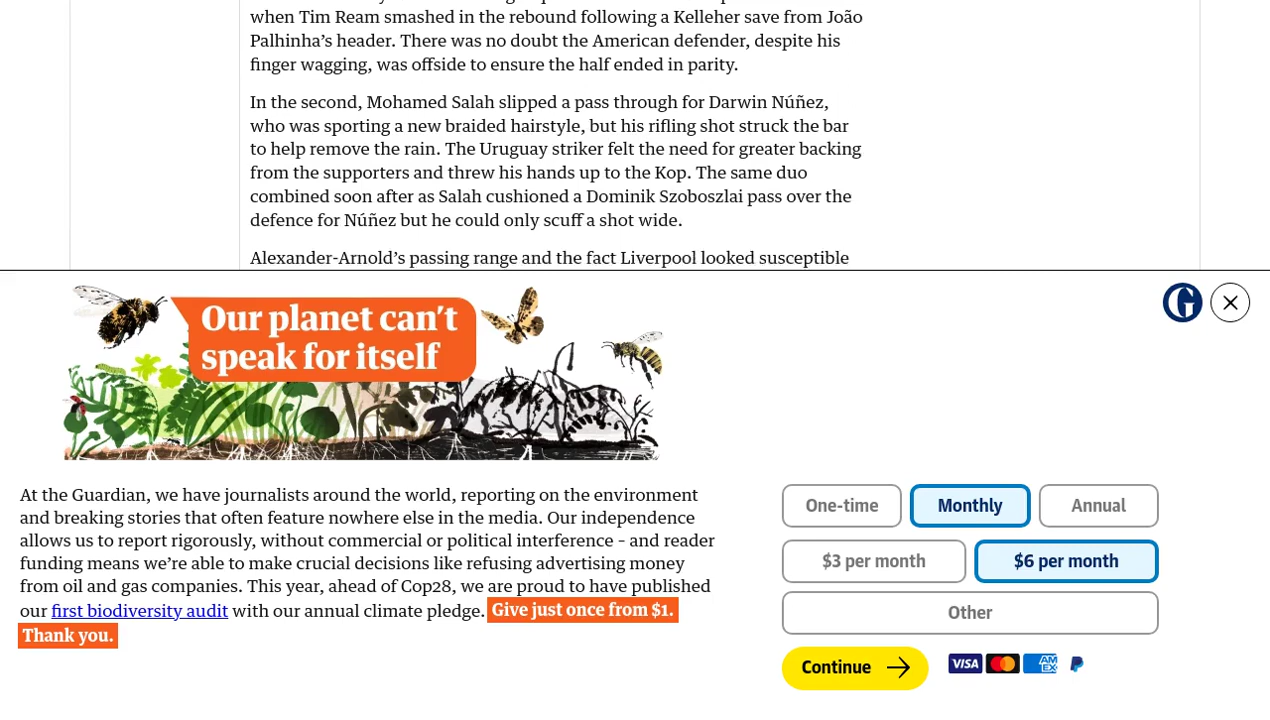 when Tim Ream smashed in the rebound following a Kelleher save from João
Palhinha’s header. There was no doubt the American defender, despite his
finger wagging, was offside to ensure the half ended in parity.
In the second, Mohamed Salah slipped a pass through for Darwin Núñez,
who was sporting a new braided hairstyle, but his rifling shot struck the bar
to help remove the rain. The Uruguay striker felt the need for greater backing
from the supporters and threw his hands up to the Kop. The same duo
combined soon after as Salah cushioned a Dominik Szoboszlai pass over the
defence for Núñez but he could only scuff a shot wide.
Alexander-Arnold’s passing range and the fact Liverpool looked susceptible
Our planet can’t
speak for itself
G
At the Guardian, we have journalists around the world, reporting on the environment
and breaking stories that often feature nowhere else in the media. Our independence
allows us to report rigorously, without commercial or political interference – and reader
funding means we’re able to make crucial decisions like refusing advertising money
from oil and gas companies. This year, ahead of Cop28, we are proud to have published
our first biodiversity audit with our annual climate pledge. Give just once from $1.
Thank you.
One-time Monthly Annual
$3 per month $6 per month
Other
Continue
VISA
AM
EX